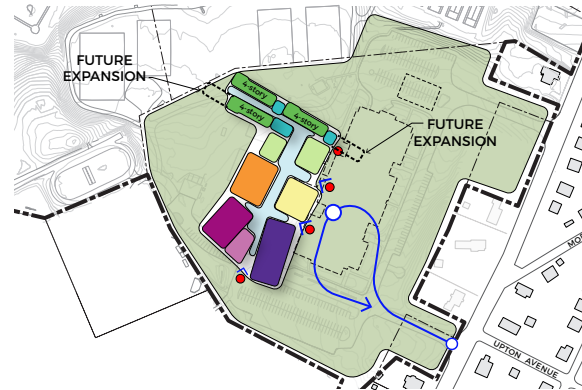 FUTURE
EXPANSION
4-story
4-story
4-story
FUTURE
EXPANSION
UPTON AVENUE